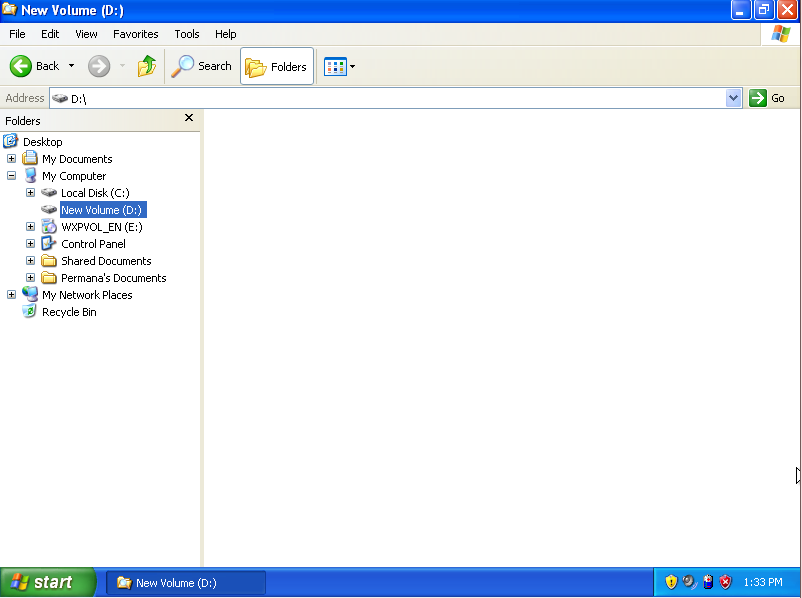 New Volume (D:)
File Edit View Favorites Tools Help
Back Search Folders
Address D:\ Go
Folders
Desktop
My Documents
My Computer
Local Disk (C:)
New Volume (D:)
WXPVOL_EN (E:)
Control Panel
Shared Documents
Permana's Documents
My Network Places
Recycle Bin
start New Volume (D:) 1:33 PM